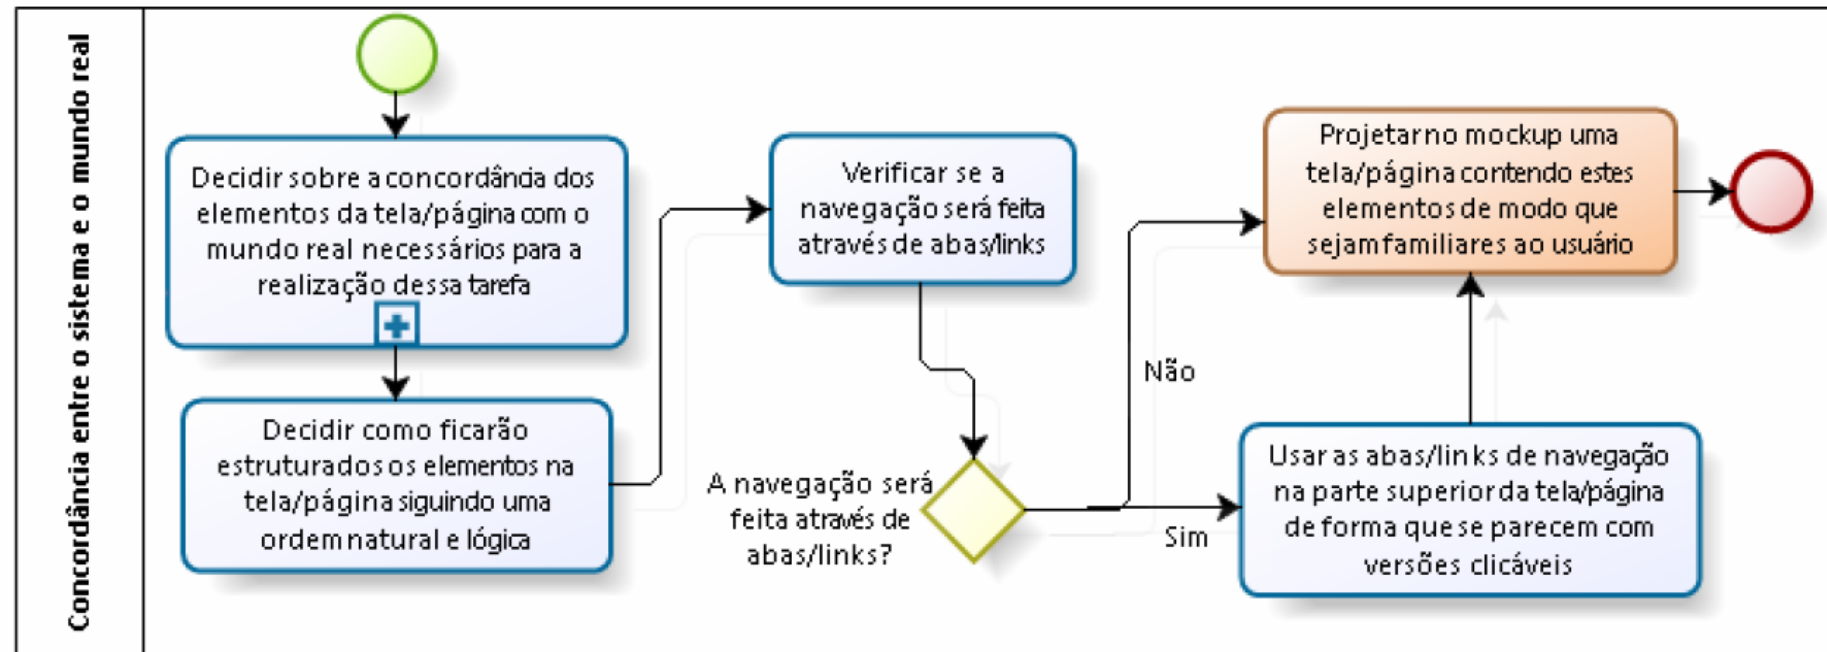 Concordância entre o sistema e o mundo real
Decidir sobre a concordância dos
elementos da tela/página com o
mundo real necessários para a
realização dessa tarefa
Decidir como ficarão
estruturados os elementos na
tela/página siguindo uma
ordem natural e lógica
Verificar se a
navegação será feita
através de abas/links
A navegação será
feita através de
abas/links?
Não
Sim
Usar as abas/links de navegação
na parte superior da tela/página
de forma que se parecem com
versões clicáveis
Projetar no mockup uma
tela/página contendo estes
elementos de modo que
sejam familiares ao usuário